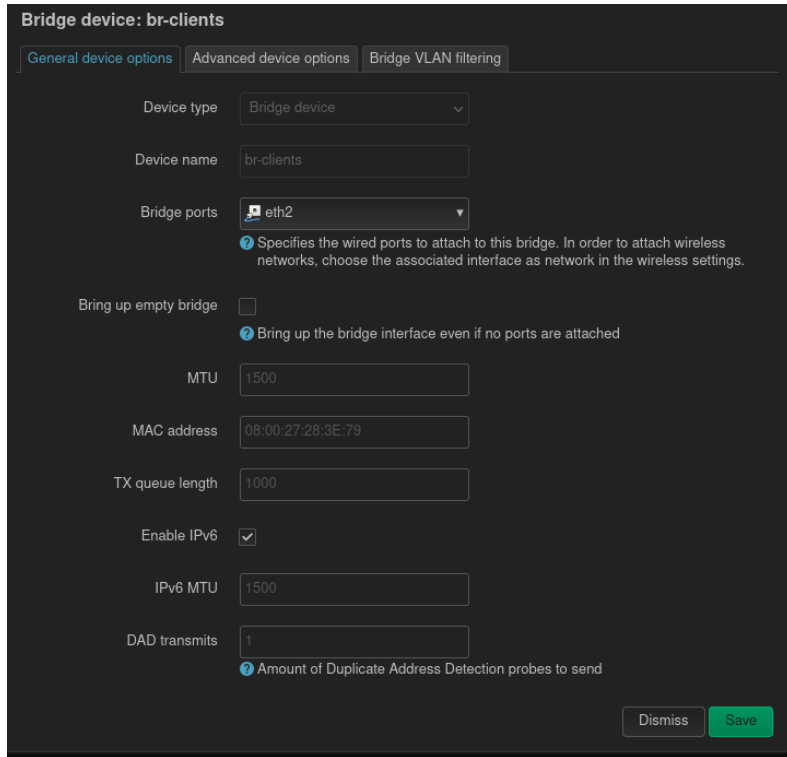 Bridge device: br-clients
General device options
Advanced device options
Bridge VLAN filtering
Device type
Bridge device
Device name
br-clients
Bridge ports
eth2
Specifies the wired ports to attach to this bridge. In order to attach wireless
networks, choose the associated interface as network in the wireless settings.
Bring up empty bridge
Bring up the bridge interface even if no ports are attached
MTU
1500
MAC address
08:00:27:28:3E:79
TX queue length
1000
Enable IPv6
IPv6 MTU
1500
DAD transmits
1
Amount of Duplicate Address Detection probes to send
Dismiss
Save